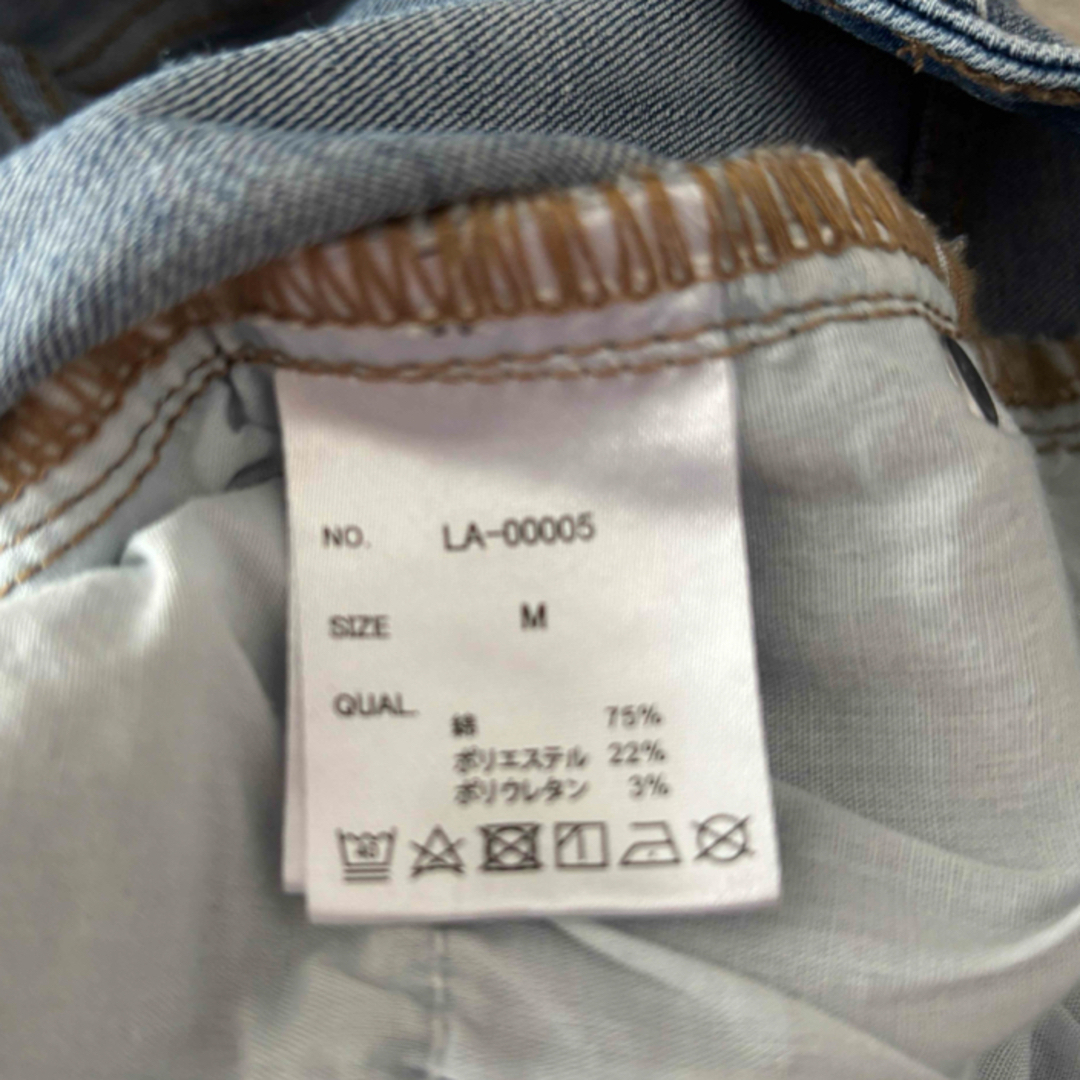 NO. LA-00005
SIZE M
QUAL.
綿 75%
ポリエステル 22%
ポリウレタン 3%
40